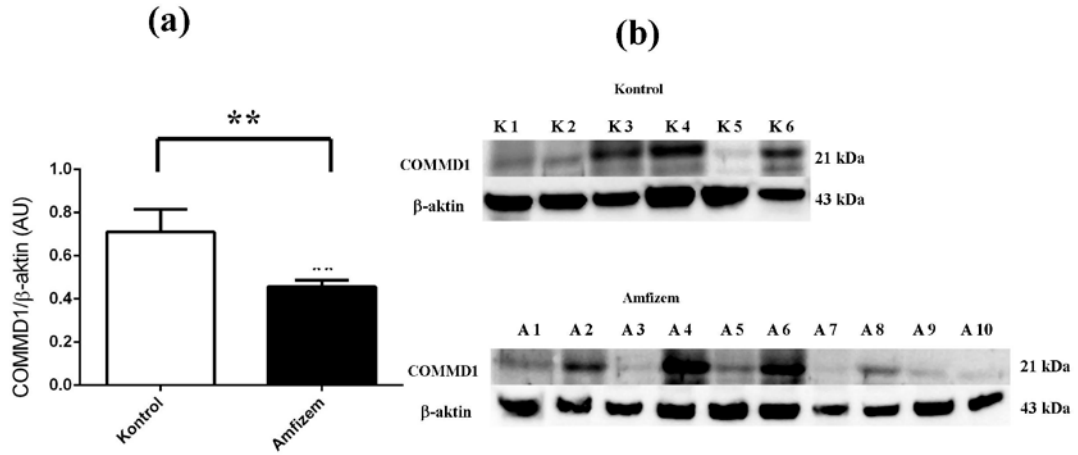 (a)
**
1.0
0.8
0.6
0.4
0.2
0.0
COMMD1/β-aktin (AU)
**
Kontrol
Amfizem
(b)
Kontrol
K 1 K 2 K 3 K 4 K 5 K 6
COMMD1 21 kDa
β-aktin 43 kDa
Amfizem
A 1 A 2 A 3 A 4 A 5 A 6 A 7 A 8 A 9 A 10
COMMD1 21 kDa
β-aktin 43 kDa